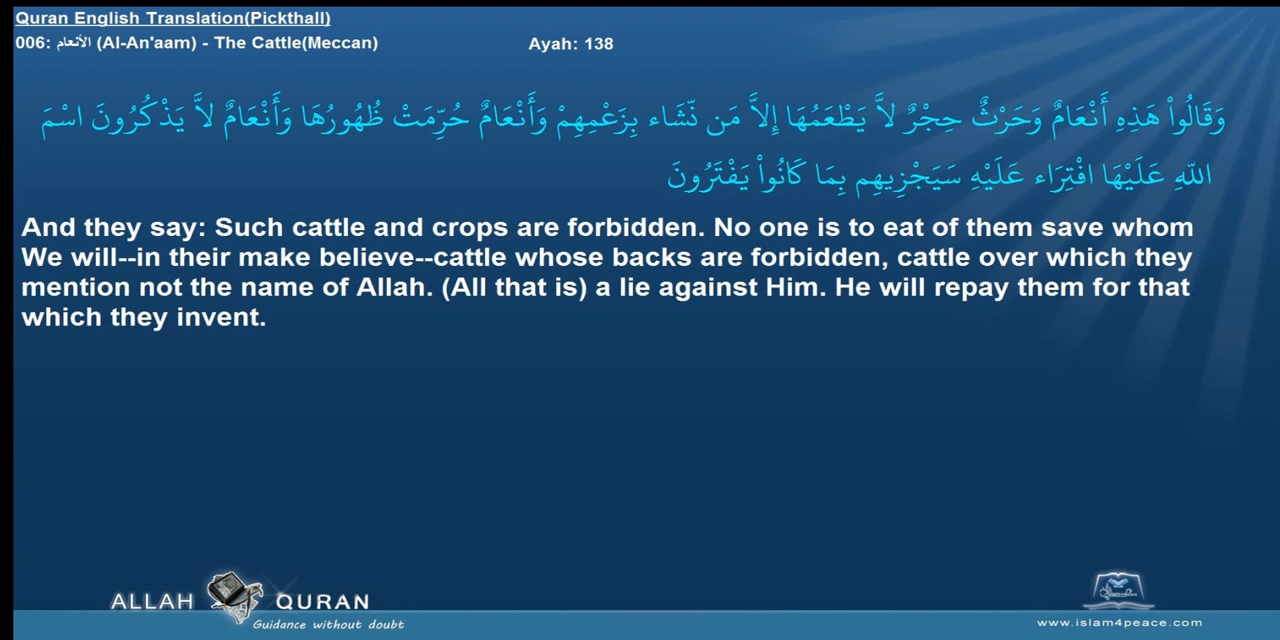 Quran English Translation(Pickthall)
006: الأنعام (Al-An'aam) - The Cattle(Meccan) Ayah: 138
وَقَالُواْ هَذِهِ أَنْعَامٌ وَحَرْثٌ حِجْرٌ لاَّ يَطْعَمُهَا إِلاَّ مَن نّشَاء بِزَعْمِهِمْ وَأَنْعَامٌ حُرِّمَتْ ظُهُورُهَا وَأَنْعَامٌ لاَّ يَذْكُرُونَ اسْمَ
اللّهِ عَلَيْهَا افْتِرَاء عَلَيْهِ سَيَجْزِيهِم بِمَا كَانُواْ يَفْتَرُونَ
And they say: Such cattle and crops are forbidden. No one is to eat of them save whom
We will--in their make believe--cattle whose backs are forbidden, cattle over which they
mention not the name of Allah. (All that is) a lie against Him. He will repay them for that
which they invent.
ALLAH QURAN
Guidance without doubt
www.islam4peace.com